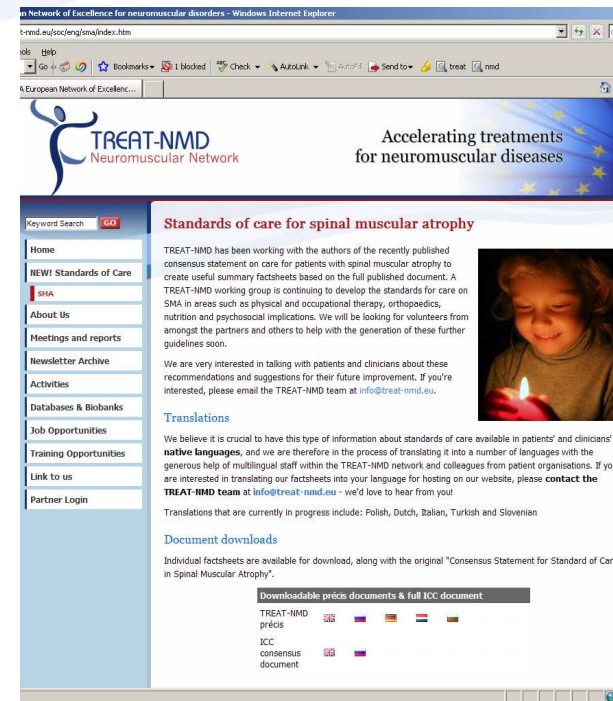 an Network of Excellence for neuromuscular disorders - Windows Internet Explorer
t-nmd.eu/soc/eng/sma/index.htm
ools Help
Go Bookmarks 1 blocked Check AutoLink AutoFill Send to treat nmd
A European Network of Excellenc...
TREAT-NMD
Neuromuscular Network
Accelerating treatments
for neuromuscular diseases
Keyword Search GO
Home
NEW! Standards of Care
SMA
About Us
Meetings and reports
Newsletter Archive
Activities
Databases & Biobanks
Job Opportunities
Training Opportunities
Link to us
Partner Login
Standards of care for spinal muscular atrophy
TREAT-NMD has been working with the authors of the recently published
consensus statement on care for patients with spinal muscular atrophy to
create useful summary factsheets based on the full published document. A
TREAT-NMD working group is continuing to develop the standards for care on
SMA in areas such as physical and occupational therapy, orthopaedics,
nutrition and psychosocial implications. We will be looking for volunteers from
amongst the partners and others to help with the generation of these further
guidelines soon.
We are very interested in talking with patients and clinicians about these
recommendations and suggestions for their future improvement. If you're
interested, please email the TREAT-NMD team at info@treat-nmd.eu.
Translations
We believe it is crucial to have this type of information about standards of care available in patients' and clinicians'
native languages, and we are therefore in the process of translating it into a number of languages with the
generous help of multilingual staff within the TREAT-NMD network and colleagues from patient organisations. If you
are interested in translating our factsheets into your language for hosting on our website, please contact the
TREAT-NMD team at info@treat-nmd.eu - we'd love to hear from you!
Translations that are currently in progress include: Polish, Dutch, Italian, Turkish and Slovenian
Document downloads
Individual factsheets are available for download, along with the original "Consensus Statement for Standard of Car
in Spinal Muscular Atrophy".
Downloadable précis documents & full ICC document
TREAT-NMD
précis
ICC
consensus
document